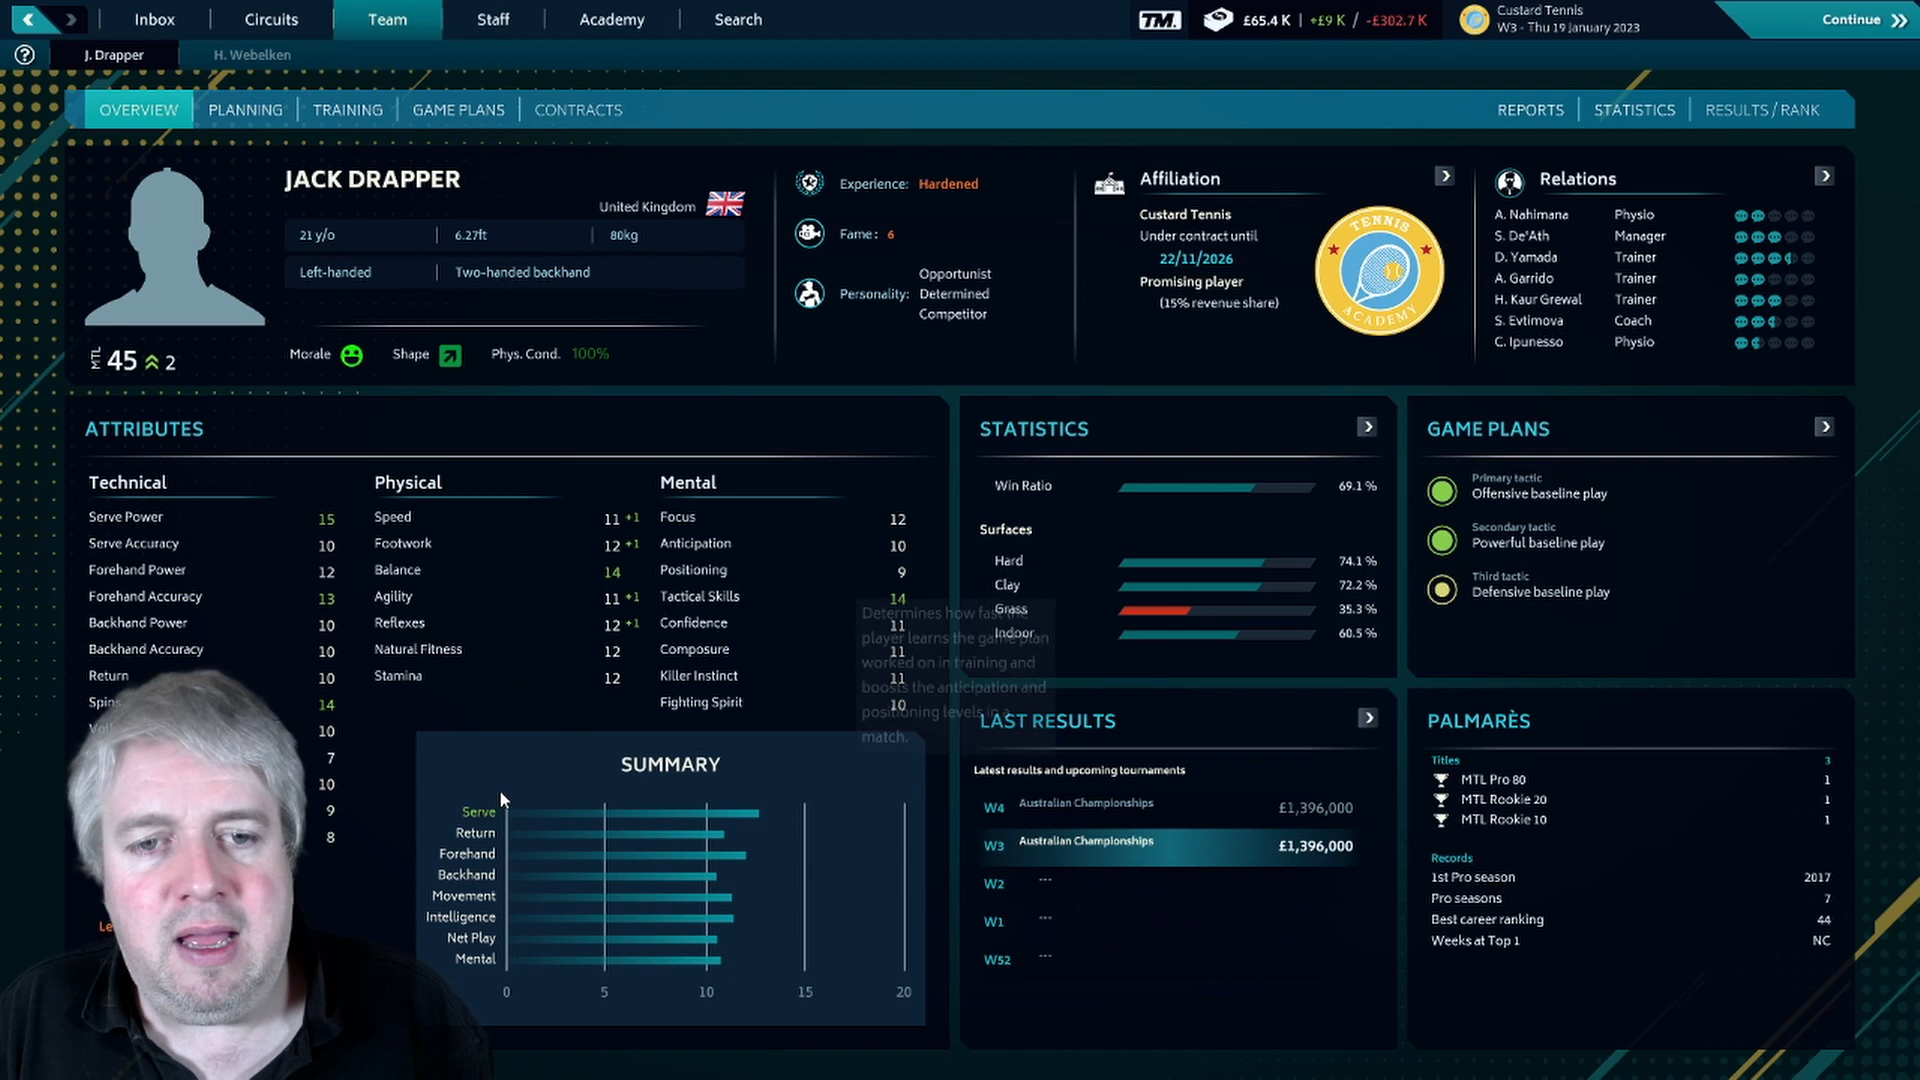 Inbox
Circuits
Team
Staff
Academy
Search
TM.
£65.4 K | +£9 K / -£302.7 K
Custard Tennis
W3 - Thu 19 January 2023
Continue
J. Drapper
H. Webelken
OVERVIEW
PLANNING
TRAINING
GAME PLANS
CONTRACTS
REPORTS
STATISTICS
RESULTS / RANK
JACK DRAPPER
United Kingdom
21 y/o
6.27ft
80kg
Left-handed
Two-handed backhand
MTL 45 2
Morale
Shape
Phys. Cond. 100%
Experience: Hardened
Fame: 6
Personality:
Opportunist
Determined
Competitor
Affiliation
Custard Tennis
Under contract until
22/11/2026
Promising player
(15% revenue share)
TENNIS
ACADEMY
Relations
A. Nahimana Physio
S. De'Ath Manager
D. Yamada Trainer
A. Garrido Trainer
H. Kaur Grewal Trainer
S. Evtimova Coach
C. Ipunesso Physio
ATTRIBUTES
Technical
Serve Power 15
Serve Accuracy 10
Forehand Power 12
Forehand Accuracy 13
Backhand Power 10
Backhand Accuracy 10
Return 10
Spins 14
10
7
10
9
8
Physical
Speed 11 +1
Footwork 12 +1
Balance 14
Agility 11 +1
Reflexes 12 +1
Natural Fitness 12
Stamina 12
Mental
Focus 12
Anticipation 10
Positioning 9
Tactical Skills 14
Confidence 11
Composure 11
Killer Instinct 11
Fighting Spirit 10
Determines how fast the
player learns the game plan
worked on in training and
boosts the anticipation and
positioning levels in a
match.
SUMMARY
Serve
Return
Forehand
Backhand
Movement
Intelligence
Net Play
Mental
0 5 10 15 20
STATISTICS
Win Ratio 69.1 %
Surfaces
Hard 74.1 %
Clay 72.2 %
Grass 35.3 %
Indoor 60.5 %
GAME PLANS
Primary tactic
Offensive baseline play
Secondary tactic
Powerful baseline play
Third tactic
Defensive baseline play
LAST RESULTS
Latest results and upcoming tournaments
W4 Australian Championships £1,396,000
W3 Australian Championships £1,396,000
W2 ---
W1 ---
W52 ---
PALMARÈS
Titles 3
MTL Pro 80 1
MTL Rookie 20 1
MTL Rookie 10 1
Records
1st Pro season 2017
Pro seasons 7
Best career ranking 44
Weeks at Top 1 NC